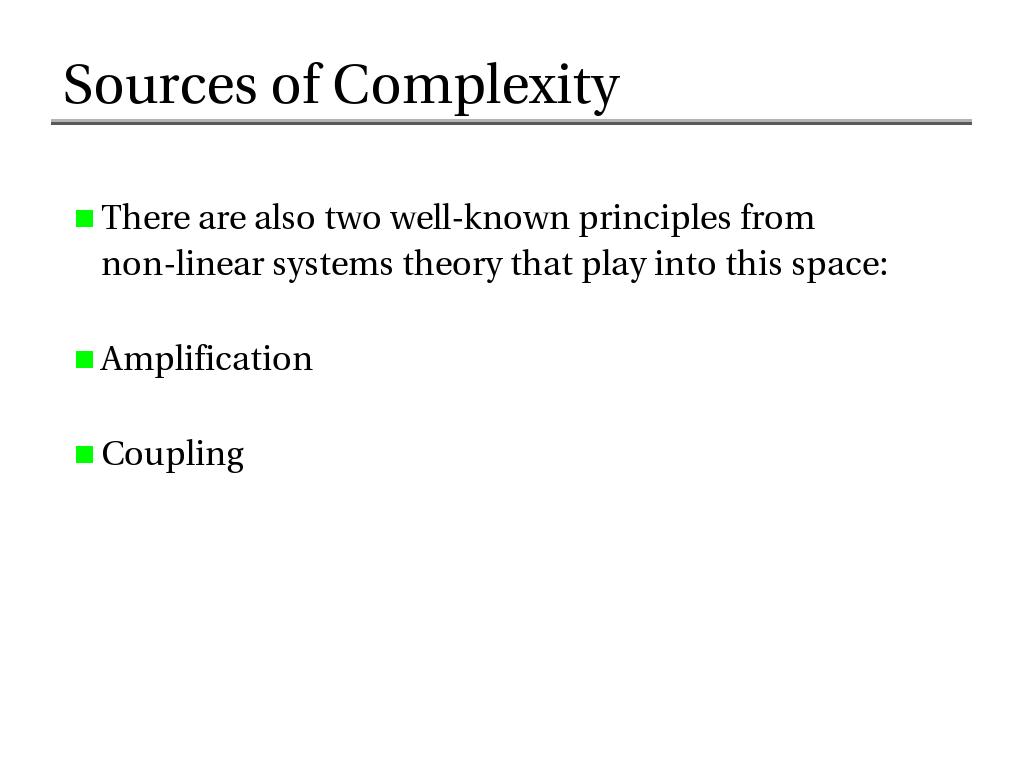 Sources of Complexity
There are also two well-known principles from
non-linear systems theory that play into this space:
Amplification
Coupling